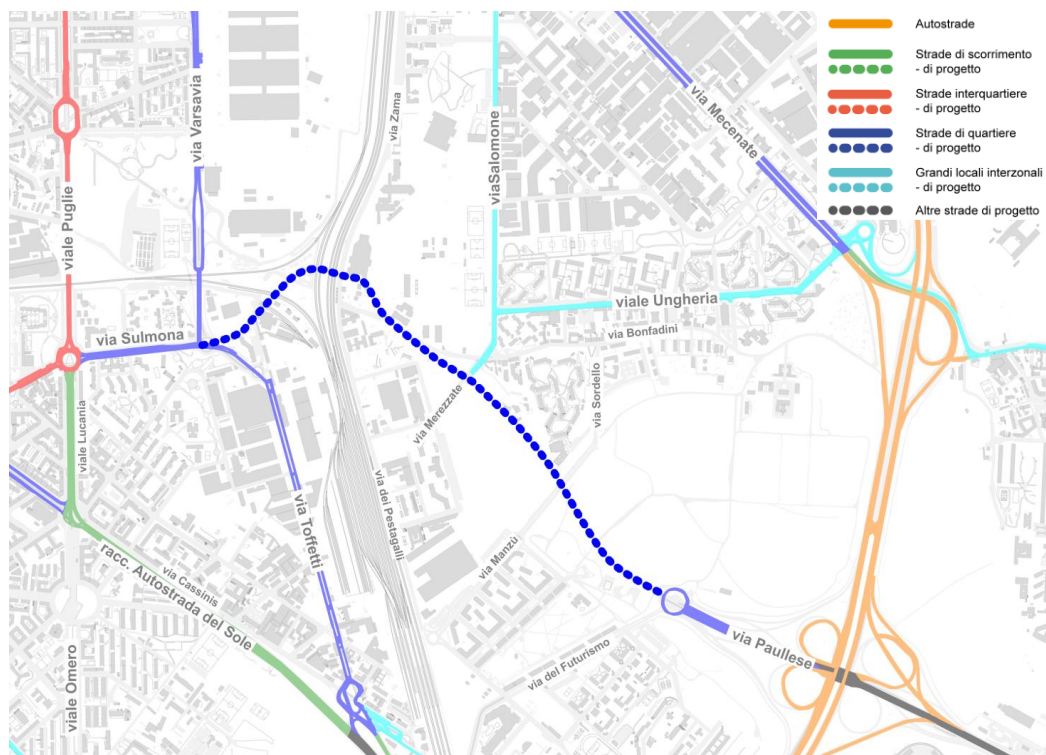 Autostrade
Strade di scorrimento
- di progetto
Strade interquartiere
- di progetto
Strade di quartiere
- di progetto
Grandi locali interzonali
- di progetto
Altre strade di progetto
via Mecenate
via Varsavia
via Zama
viaSalomone
viale Puglie
viale Ungheria
via Sulmona
via Bonfadini
via Merezzate
via Sordello
viale Lucania
via dei Pestagalli
via Toffetti
via Manzù
via Cassinis
racc. Autostrada del Sole
via Paullese
via del Futurismo
viale Omero